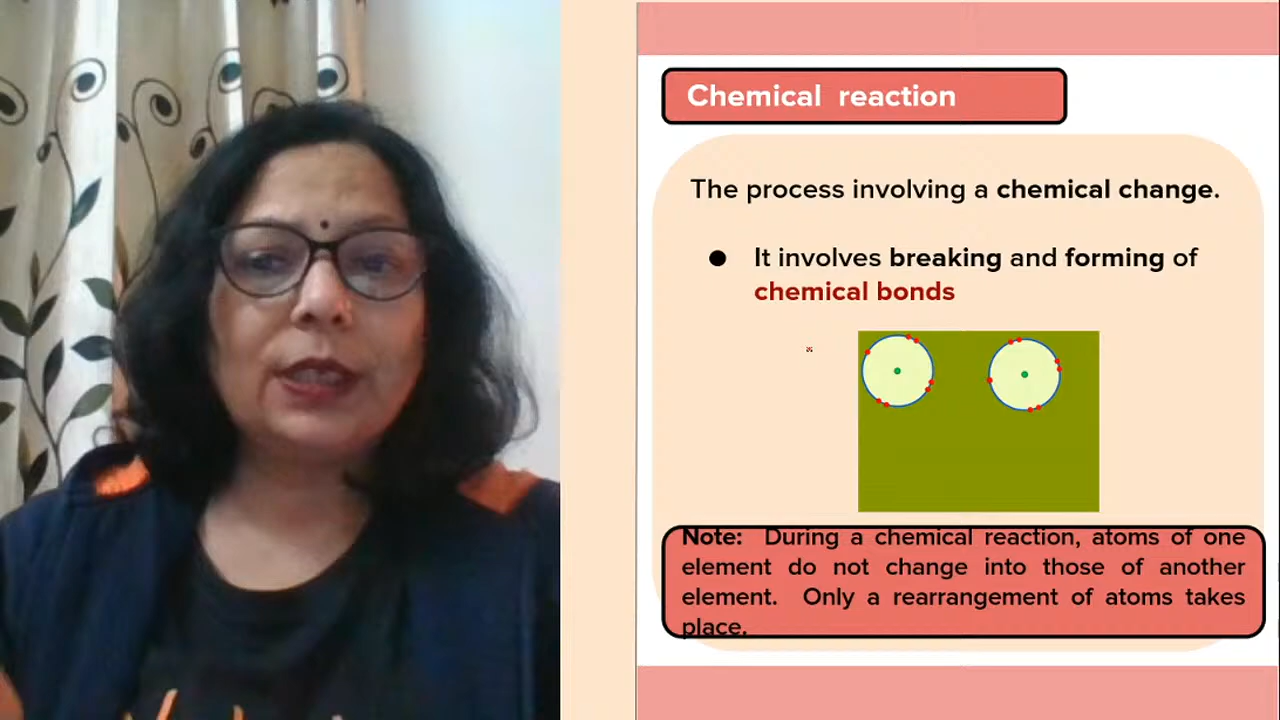 Chemical reaction
The process involving a chemical change.
● It involves breaking and forming of
chemical bonds
Note: During a chemical reaction, atoms of one
element do not change into those of another
element. Only a rearrangement of atoms takes
place.